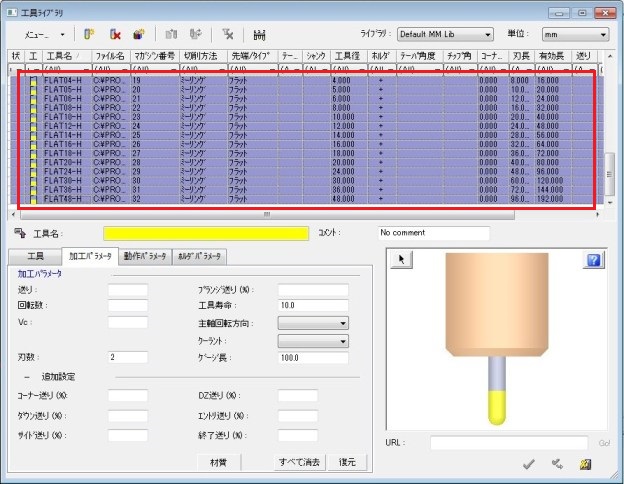 工具ライブラリ
メニュー... ライブラリ: Default MM Lib 単位: mm
状 工 工具名 ファイル名 マガジン番号 切削方法 先端/タイプ テー... シャンク 工具径 ホルダ テーパ角度 チップ角 コーナ... 刃長 有効長 送り
FLAT04-H C:¥PRO... 19 ミーリング フラット 4.000 + 0.000 8.000 16.000
FLAT05-H C:¥PRO... 20 ミーリング フラット 5.000 + 0.000 10.00 20.000
FLAT06-H C:¥PRO... 21 ミーリング フラット 6.000 + 0.000 12.0... 24.000
FLAT08-H C:¥PRO... 22 ミーリング フラット 8.000 + 0.000 16.0... 32.000
FLAT10-H C:¥PRO... 23 ミーリング フラット 10.000 + 0.000 20.0... 40.000
FLAT12-H C:¥PRO... 24 ミーリング フラット 12.000 + 0.000 24.0... 48.000
FLAT14-H C:¥PRO... 25 ミーリング フラット 14.000 + 0.000 28.0... 56.000
FLAT16-H C:¥PRO... 26 ミーリング フラット 16.000 + 0.000 32.0... 64.000
FLAT18-H C:¥PRO... 27 ミーリング フラット 18.000 + 0.000 36.0... 72.000
FLAT20-H C:¥PRO... 28 ミーリング フラット 20.000 + 0.000 40.0... 80.000
FLAT24-H C:¥PRO... 29 ミーリング フラット 24.000 + 0.000 48.0... 96.000
FLAT30-H C:¥PRO... 30 ミーリング フラット 30.000 + 0.000 60.0... 120.000
FLAT36-H C:¥PRO... 31 ミーリング フラット 36.000 + 0.000 72.0... 144.000
FLAT48-H C:¥PRO... 32 ミーリング フラット 48.000 + 0.000 96.0... 192.000
工具名: コメント: No comment
工具 加工パラメータ 動作パラメータ ホルダパラメータ
加工パラメータ
送り: プランジ送り(%):
回転数: 工具寿命: 10.0
Vc: 主軸回転方向:
クーラント:
刃数: 2 ゲージ長: 100.0
− 追加設定
コーナー送り(%): DZ送り(%):
ダウン送り(%): エントリ送り(%):
サイド送り(%): 終了送り(%):
材質 すべて消去 復元
URL: Go!